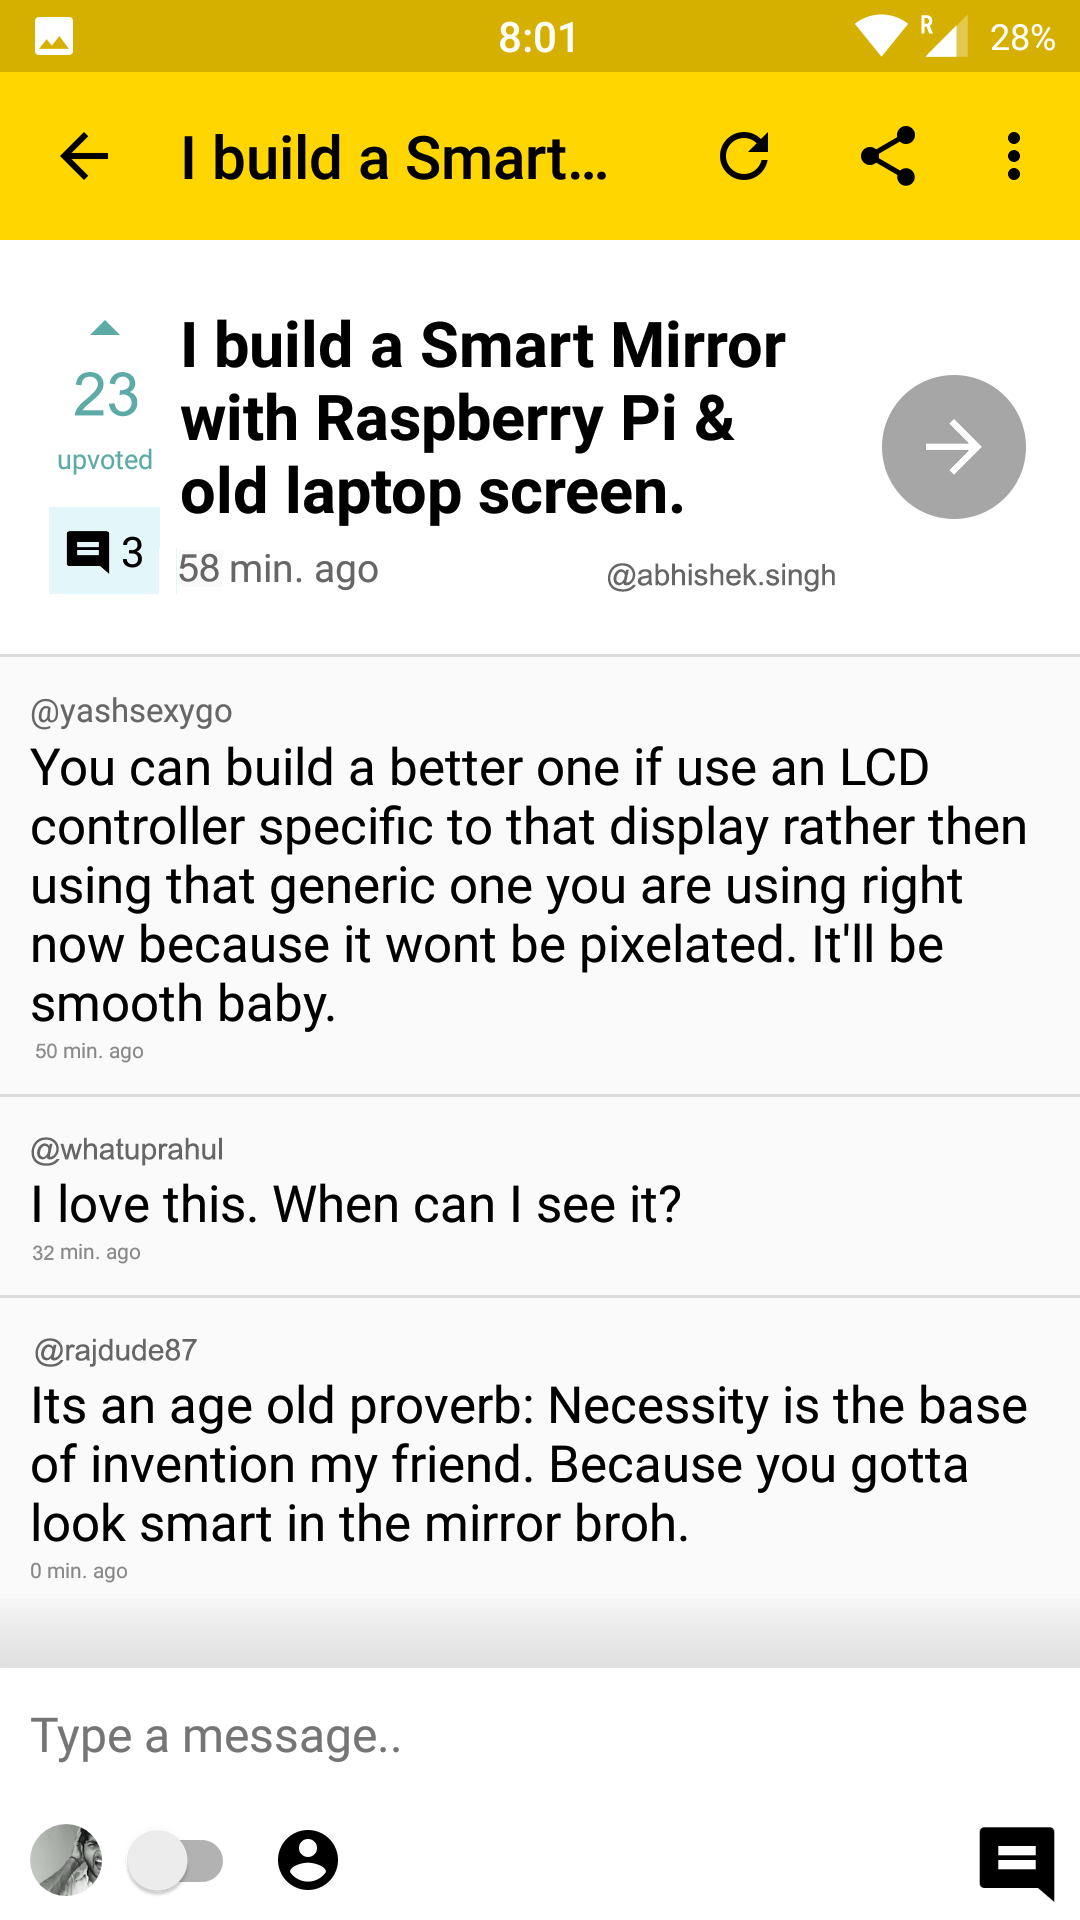 8:01
R
28%
I build a Smart...
I build a Smart Mirror
with Raspberry Pi &
old laptop screen.
23
upvoted
3
58 min. ago
@abhishek.singh
@yashsexygo
You can build a better one if use an LCD
controller specific to that display rather then
using that generic one you are using right
now because it wont be pixelated. It'll be
smooth baby.
50 min. ago
@whatuprahul
I love this. When can I see it?
32 min. ago
@rajdude87
Its an age old proverb: Necessity is the base
of invention my friend. Because you gotta
look smart in the mirror broh.
0 min. ago
Type a message..